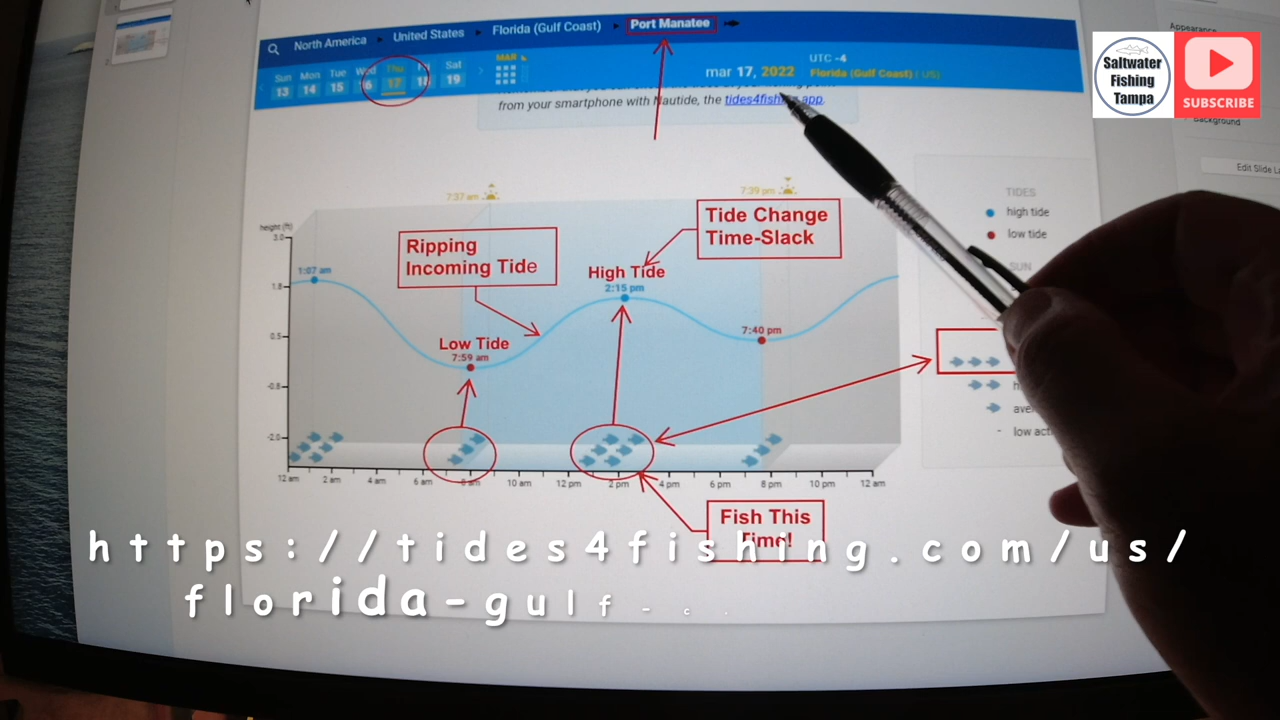 North America
United States
Florida (Gulf Coast)
Port Manatee
Sun
13
Mon
14
Tue
15
Wed
Thu
17
Sat
19
MAR
mar 17, 2022
UTC -4
Florida (Gulf Coast) ( US)
from your smartphone with Nautide, the tides4fishing app.
Saltwater
Fishing
Tampa
SUBSCRIBE
Appearance
Background
Edit Slide
7:37 am
7:39 pm
height (ft)
3.0
1.8
0.5
-0.8
-2.0
1:07 am
Ripping
Incoming Tide
Low Tide
7:59 am
High Tide
2:15 pm
Tide Change
Time-Slack
7:40 pm
TIDES
high tide
low tide
SUN
low
12 am
2 am
4 am
6 am
8 am
10 am
12 pm
2 pm
4 pm
6 pm
8 pm
10 pm
12 am
Fish This
Time!
https://tides4fishing.com/us/
florida-gulf-c.